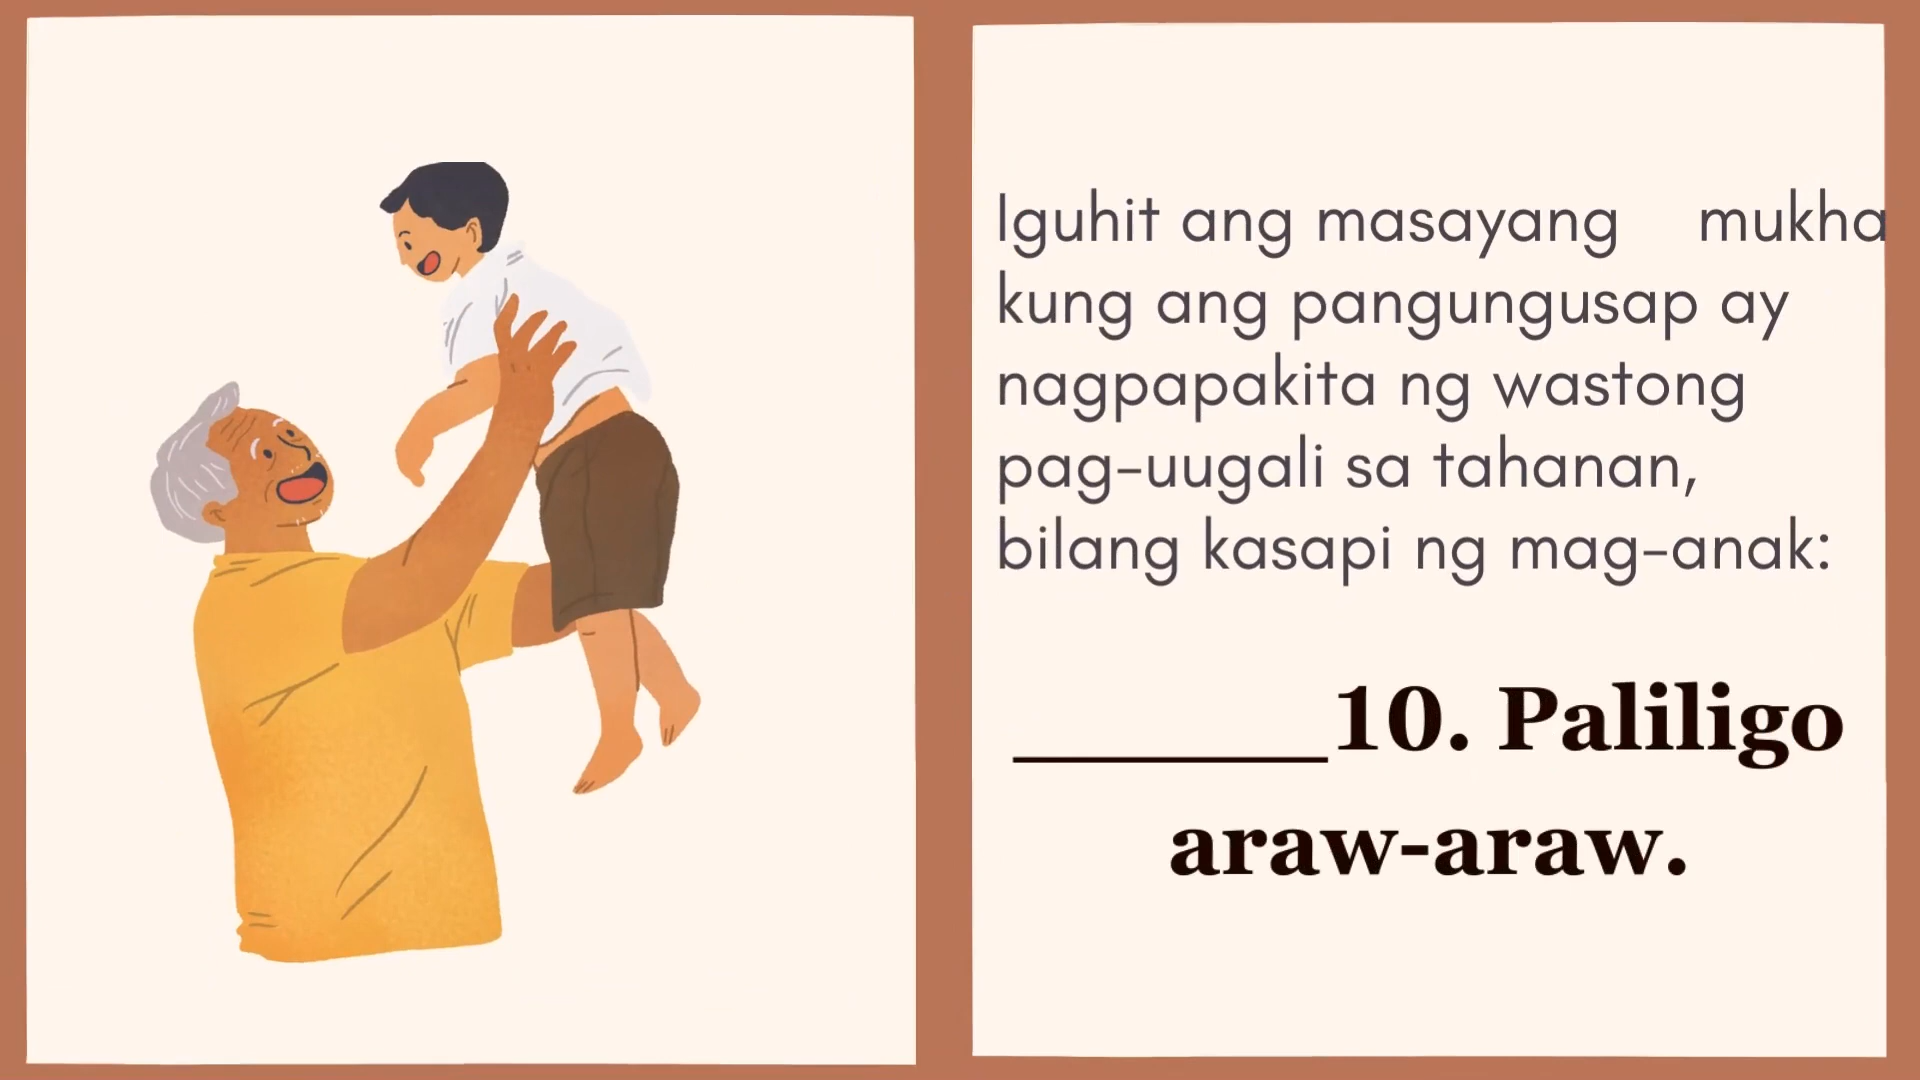 Iguhit ang masayang mukha
kung ang pangungusap ay
nagpapakita ng wastong
pag-uugali sa tahanan,
bilang kasapi ng mag-anak:
_______10. Paliligo
araw-araw.